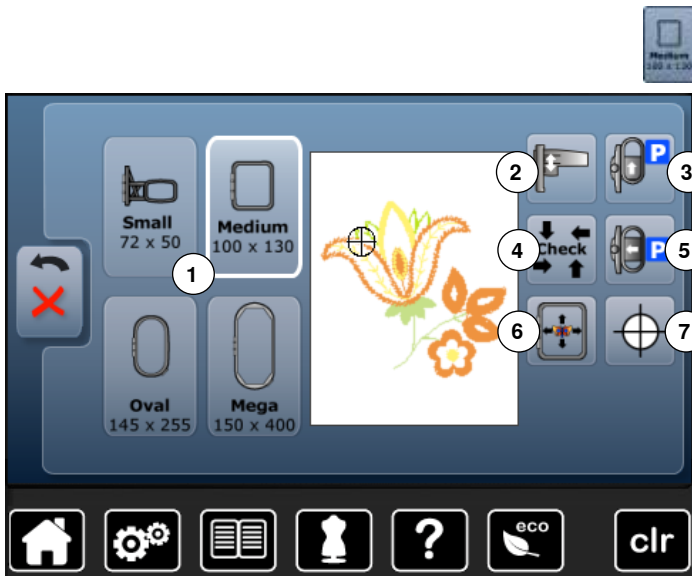 Medium
100 x 130
Small
72 x 50
Medium
100 x 130
1
Oval
145 x 255
Mega
150 x 400
2
P
3
4
Check
P
5
6
7
?
eco
clr